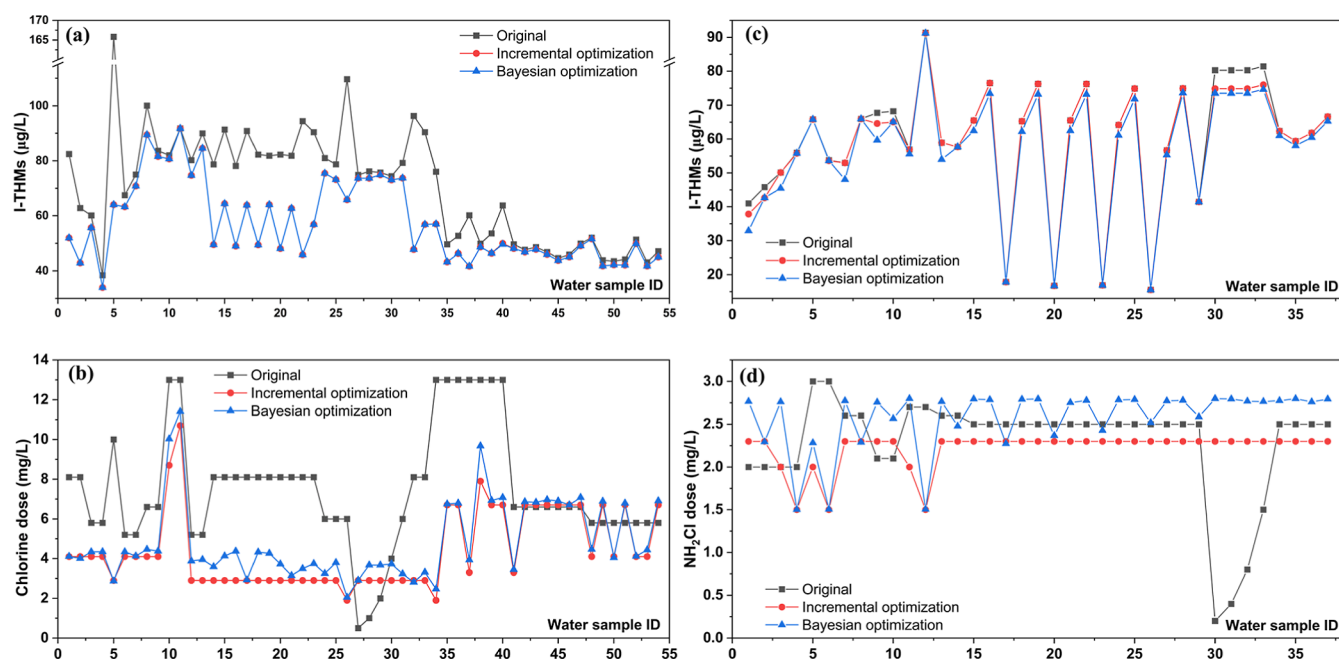 (a)
Original
Incremental optimization
Bayesian optimization
I-THMs (µg/L)
170
165
100
80
60
40
0 5 10 15 20 25 30 35 40 45 50 55
Water sample ID
(c)
Original
Incremental optimization
Bayesian optimization
I-THMs (µg/L)
90
80
70
60
50
40
30
20
0 5 10 15 20 25 30 35
Water sample ID
(b)
Original
Incremental optimization
Bayesian optimization
Chlorine dose (mg/L)
14
12
10
8
6
4
2
0
0 5 10 15 20 25 30 35 40 45 50 55
Water sample ID
(d)
Original
Incremental optimization
Bayesian optimization
NH₂Cl dose (mg/L)
3.0
2.5
2.0
1.5
1.0
0.5
0.0
0 5 10 15 20 25 30 35
Water sample ID